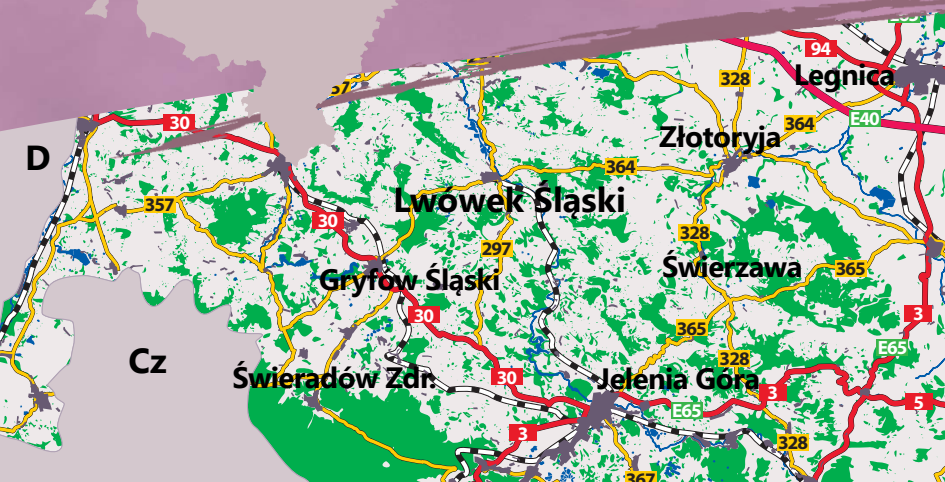 94
Legnica
328
E40
364
Złotoryja
30
D
364
357
Lwówek Śląski
30
328
297
Świerzawa
365
Gryfów Śląski
30
3
365
E65
328
Cz
Świeradów Zdr.
30
Jelenia Góra
3
E65
5
3
328
367